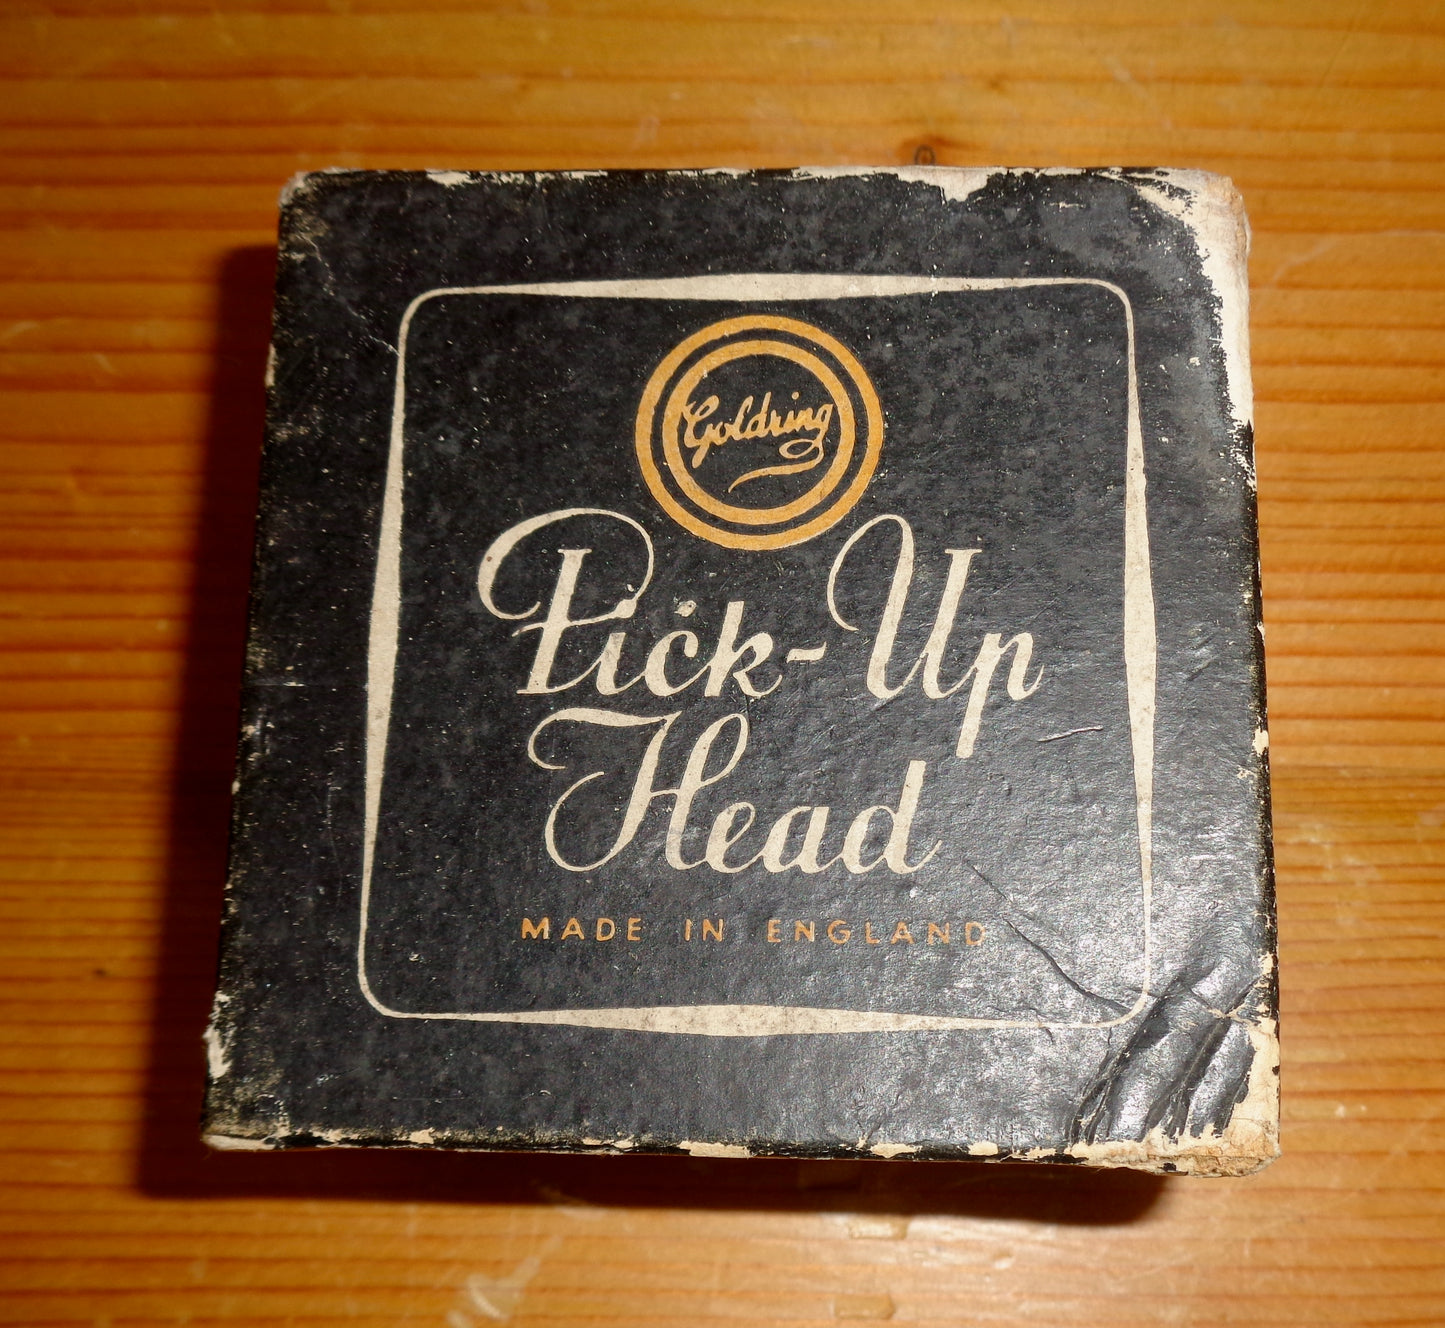 Goldring
Pick-Up
Head
MADE IN ENGLAND